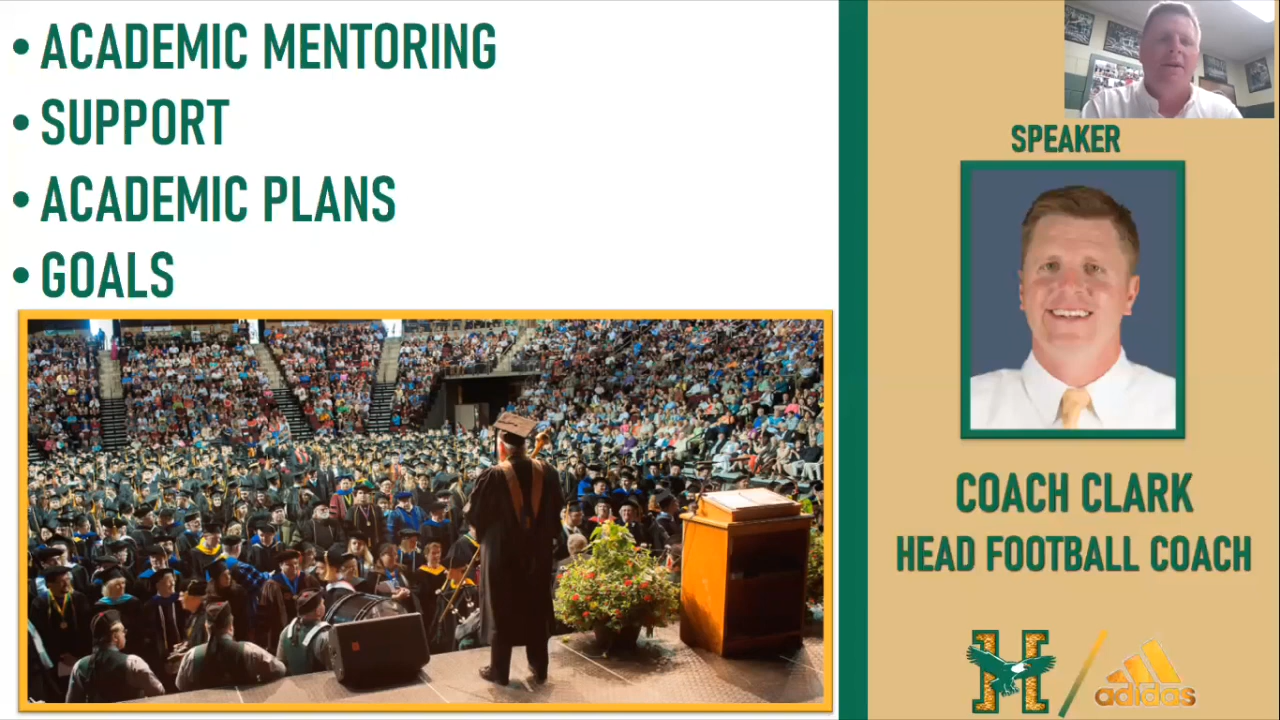 • ACADEMIC MENTORING
• SUPPORT
• ACADEMIC PLANS
• GOALS
SPEAKER
COACH CLARK
HEAD FOOTBALL COACH
H
adidas